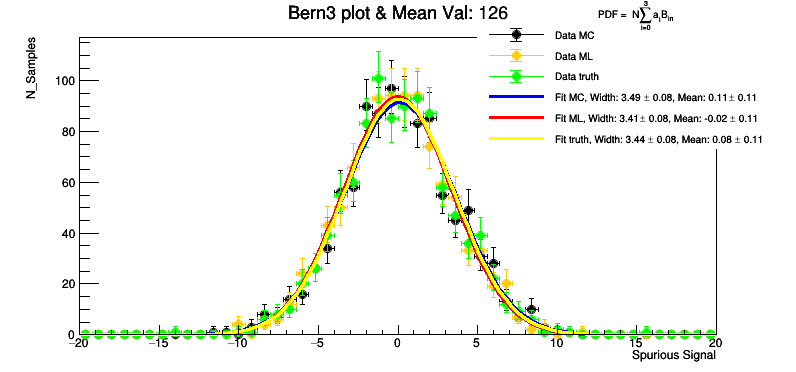 Bern3 plot & Mean Val: 126
PDF = N∑³ᵢ₌₀ aᵢBᵢₙ
Data MC
Data ML
Data truth
Fit MC, Width: 3.49 ± 0.08, Mean: 0.11 ± 0.11
Fit ML, Width: 3.41 ± 0.08, Mean: -0.02 ± 0.11
Fit truth, Width: 3.44 ± 0.08, Mean: 0.08 ± 0.11
N_Samples
100
80
60
40
20
0
−20 −15 −10 −5 0 5 10 15 20
Spurious Signal